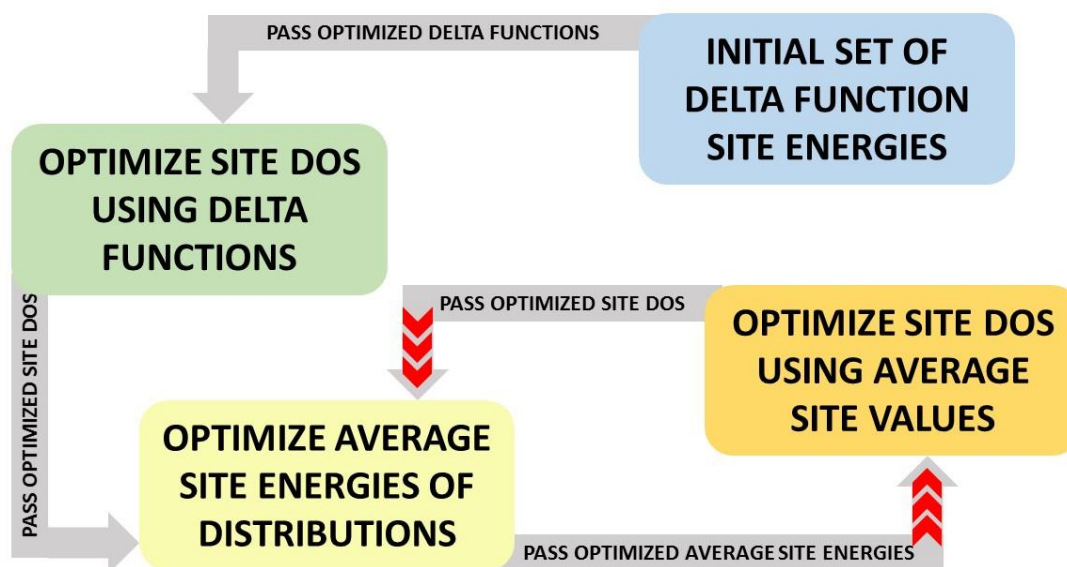 PASS OPTIMIZED DELTA FUNCTIONS
INITIAL SET OF
DELTA FUNCTION
SITE ENERGIES
OPTIMIZE SITE DOS
USING DELTA
FUNCTIONS
PASS OPTIMIZED SITE DOS
PASS OPTIMIZED SITE DOS
OPTIMIZE SITE DOS
USING AVERAGE
SITE VALUES
OPTIMIZE AVERAGE
SITE ENERGIES OF
DISTRIBUTIONS
PASS OPTIMIZED AVERAGE SITE ENERGIES